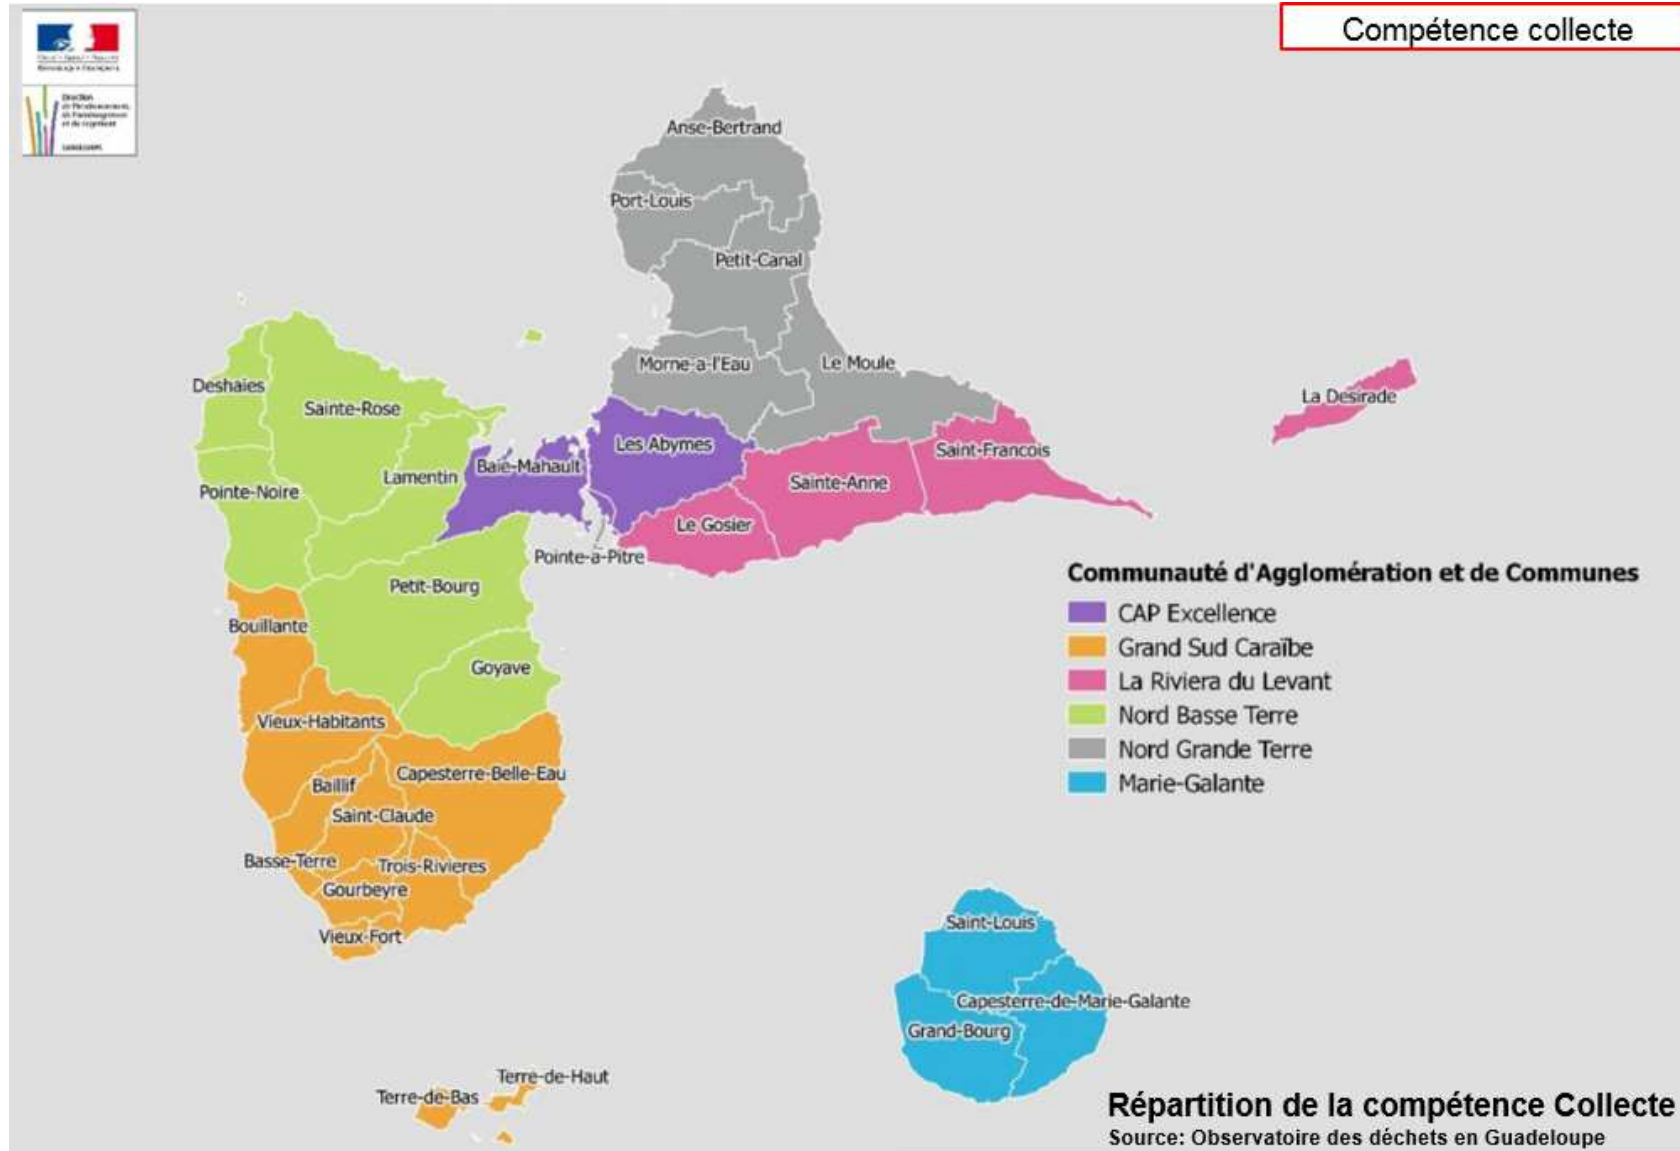 Compétence collecte
Direction
GUADELOUPE
Anse-Bertrand
Port-Louis
Petit-Canal
Morne-a-l'Eau
Le Moule
Deshaies
Sainte-Rose
La Desirade
Les Abymes
Saint-Francois
Baie-Mahault
Lamentin
Sainte-Anne
Pointe-Noire
Le Gosier
Pointe-a-Pitre
Petit-Bourg
Communauté d'Agglomération et de Communes
CAP Excellence
Grand Sud Caraïbe
La Riviera du Levant
Nord Basse Terre
Nord Grande Terre
Marie-Galante
Bouillante
Goyave
Vieux-Habitants
Capesterre-Belle-Eau
Baillif
Saint-Claude
Basse-Terre
Trois-Rivieres
Gourbeyre
Vieux-Fort
Saint-Louis
Capesterre-de-Marie-Galante
Grand-Bourg
Terre-de-Haut
Terre-de-Bas
Répartition de la compétence Collecte
Source: Observatoire des déchets en Guadeloupe